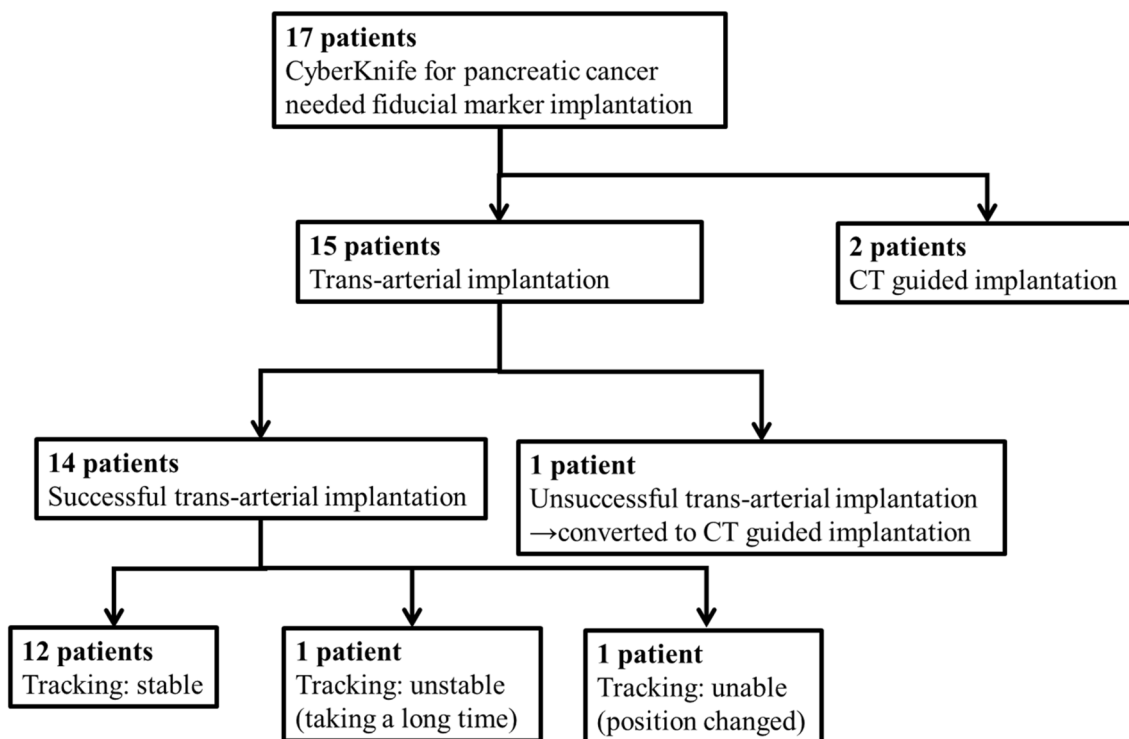 17 patients
CyberKnife for pancreatic cancer
needed fiducial marker implantation
15 patients
Trans-arterial implantation
2 patients
CT guided implantation
14 patients
Successful trans-arterial implantation
1 patient
Unsuccessful trans-arterial implantation
→converted to CT guided implantation
12 patients
Tracking: stable
1 patient
Tracking: unstable
(taking a long time)
1 patient
Tracking: unable
(position changed)